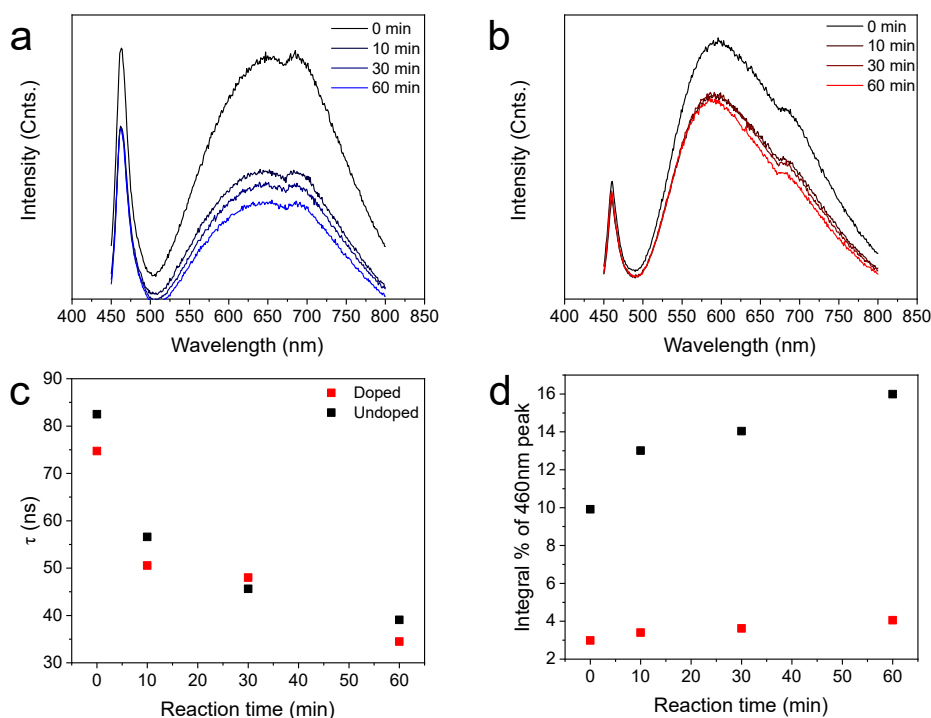 a
0 min
10 min
30 min
60 min
Intensity (Cnts.)
400 450 500 550 600 650 700 750 800 850
Wavelength (nm)
b
0 min
10 min
30 min
60 min
Intensity (Cnts.)
400 450 500 550 600 650 700 750 800 850
Wavelength (nm)
c
Doped
Undoped
90
80
70
60
50
40
30
τ (ns)
0 10 20 30 40 50 60
Reaction time (min)
d
16
14
12
10
8
6
4
2
Integral % of 460nm peak
0 10 20 30 40 50 60
Reaction time (min)